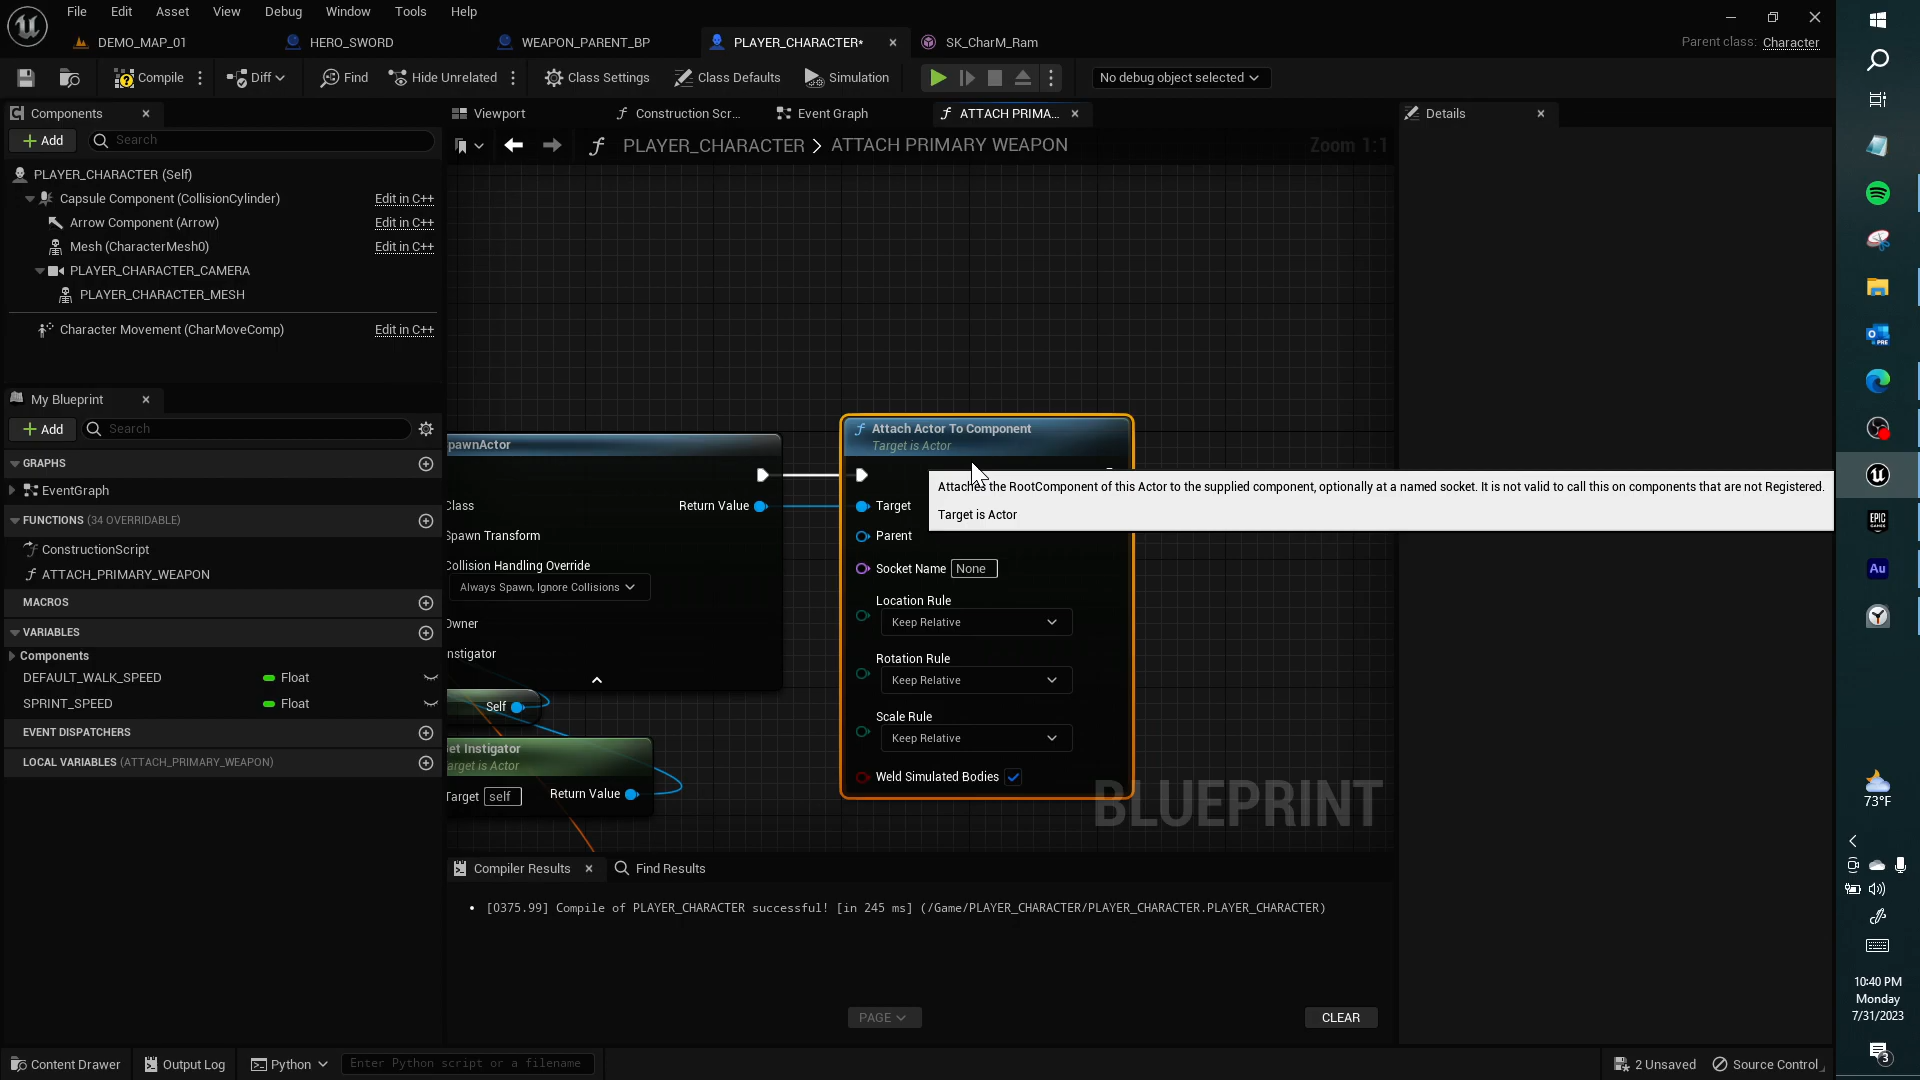 File Edit Asset View Debug Window Tools Help
DEMO_MAP_01 HERO_SWORD WEAPON_PARENT_BP PLAYER_CHARACTER* SK_CharM_Ram Parent class: Character
Compile Diff Find Hide Unrelated Class Settings Class Defaults Simulation No debug object selected
Components
Add Search
PLAYER_CHARACTER (Self)
Capsule Component (CollisionCylinder) Edit in C++
Arrow Component (Arrow) Edit in C++
Mesh (CharacterMesh0) Edit in C++
PLAYER_CHARACTER_CAMERA
PLAYER_CHARACTER_MESH
Character Movement (CharMoveComp) Edit in C++
My Blueprint
Add Search
GRAPHS
EventGraph
FUNCTIONS (34 OVERRIDABLE)
ConstructionScript
ATTACH_PRIMARY_WEAPON
MACROS
VARIABLES
Components
DEFAULT_WALK_SPEED Float
SPRINT_SPEED Float
EVENT DISPATCHERS
LOCAL VARIABLES (ATTACH_PRIMARY_WEAPON)
Viewport Construction Scr... Event Graph ATTACH PRIMA...
PLAYER_CHARACTER > ATTACH PRIMARY WEAPON Zoom 1:1
pawnActor
Class
Return Value
Spawn Transform
Collision Handling Override
Always Spawn, Ignore Collisions
Owner
nstigator
Self
et Instigator
arget is Actor
Target self Return Value
Attach Actor To Component
Target is Actor
Target
Parent
Socket Name None
Location Rule
Keep Relative
Rotation Rule
Keep Relative
Scale Rule
Keep Relative
Weld Simulated Bodies
Attaches the RootComponent of this Actor to the supplied component, optionally at a named socket. It is not valid to call this on components that are not Registered.
Target is Actor
BLUEPRINT
Compiler Results Find Results
[0375.99] Compile of PLAYER_CHARACTER successful! [in 245 ms] (/Game/PLAYER_CHARACTER/PLAYER_CHARACTER.PLAYER_CHARACTER)
PAGE CLEAR
Details
Content Drawer Output Log Python Enter Python script or a filename 2 Unsaved Source Control
PRE
EPIC
GAMES
Au
73°F
10:40 PM
Monday
7/31/2023
3